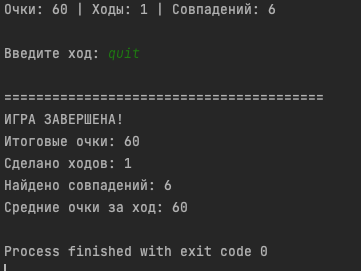 Очки: 60 | Ходы: 1 | Совпадений: 6
Введите ход: quit
========================================
ИГРА ЗАВЕРШЕНА!
Итоговые очки: 60
Сделано ходов: 1
Найдено совпадений: 6
Средние очки за ход: 60
Process finished with exit code 0